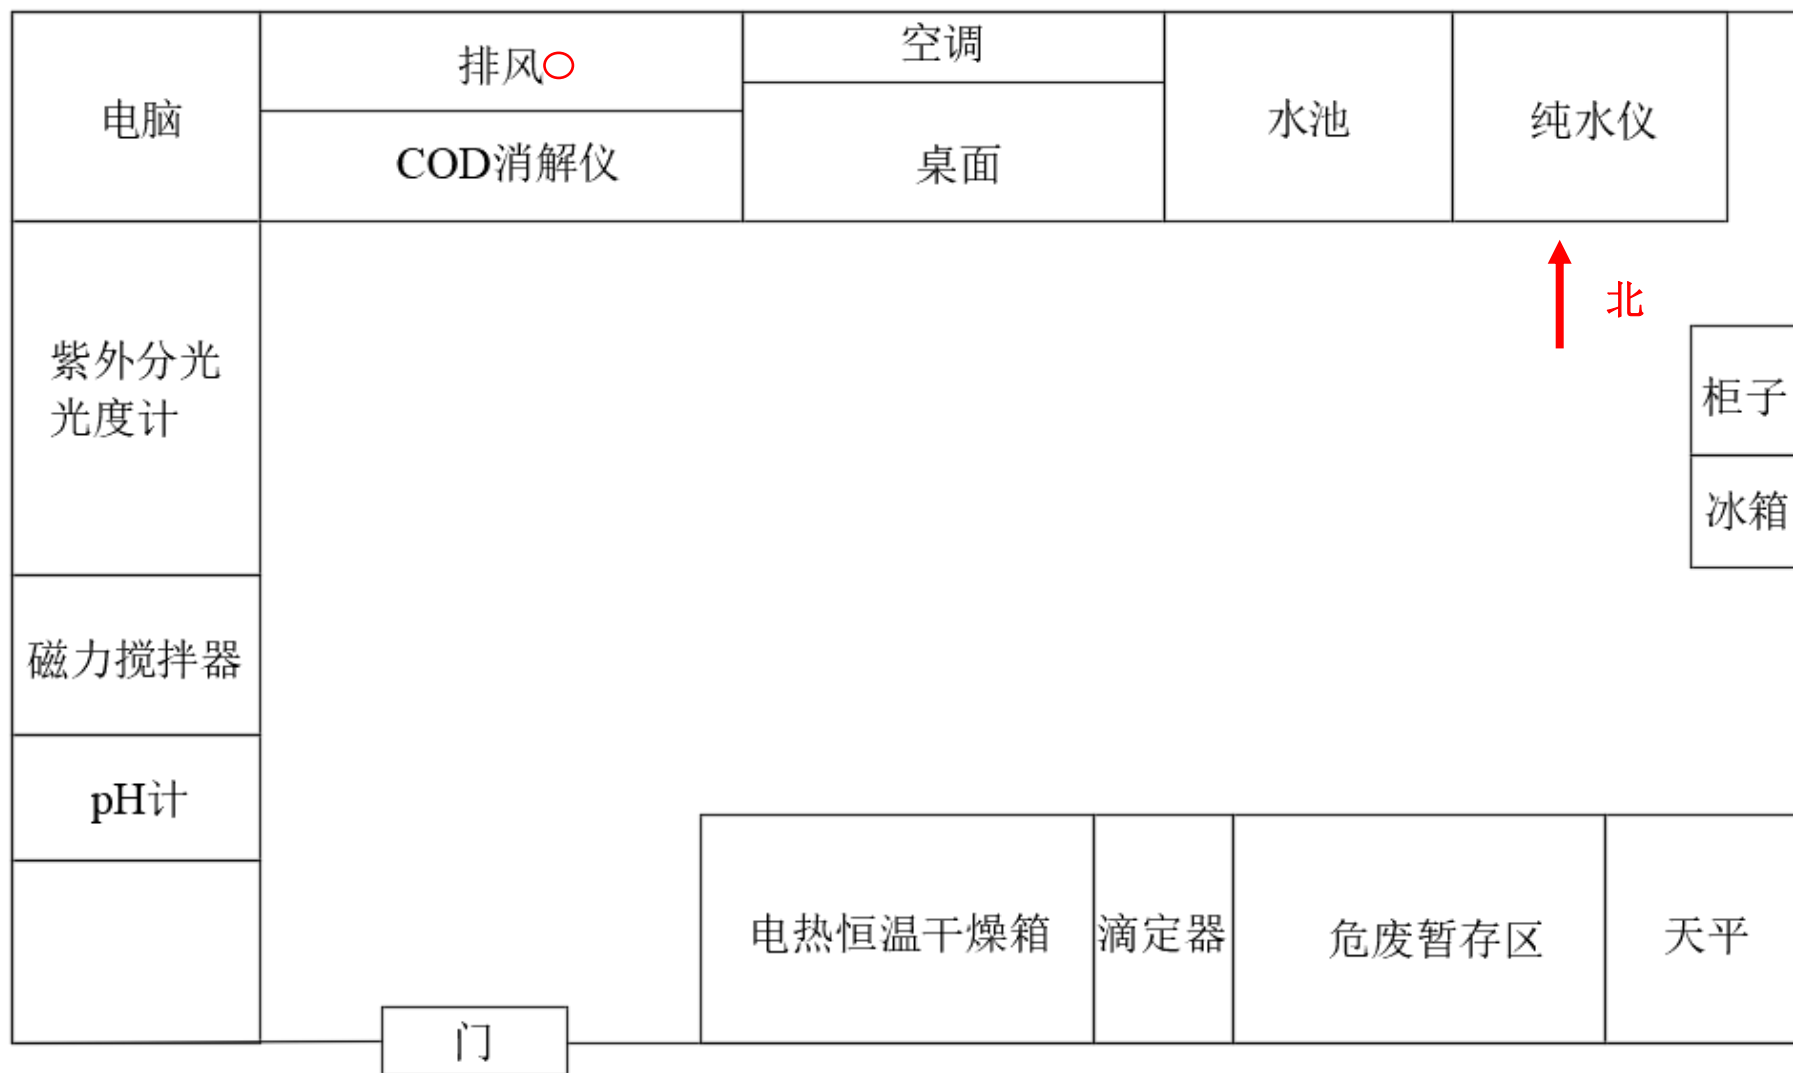 电脑
排风
COD消解仪
空调
桌面
水池
纯水仪
北
紫外分光
光度计
柜子
冰箱
磁力搅拌器
pH计
电热恒温干燥箱
滴定器
危废暂存区
天平
门